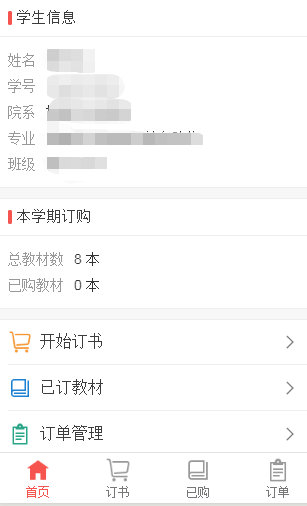 学生信息
姓名
学号
院系
专业
班级
本学期订购
总教材数 8 本
已购教材 0 本
开始订书
已订教材
订单管理
首页 订书 已购 订单